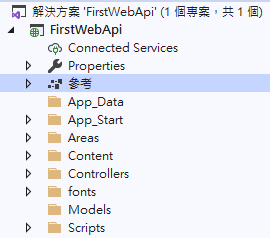 解決方案 'FirstWebApi' (1 個專案，共 1 個)
FirstWebApi
Connected Services
Properties
參考
App_Data
App_Start
Areas
Content
Controllers
fonts
Models
Scripts